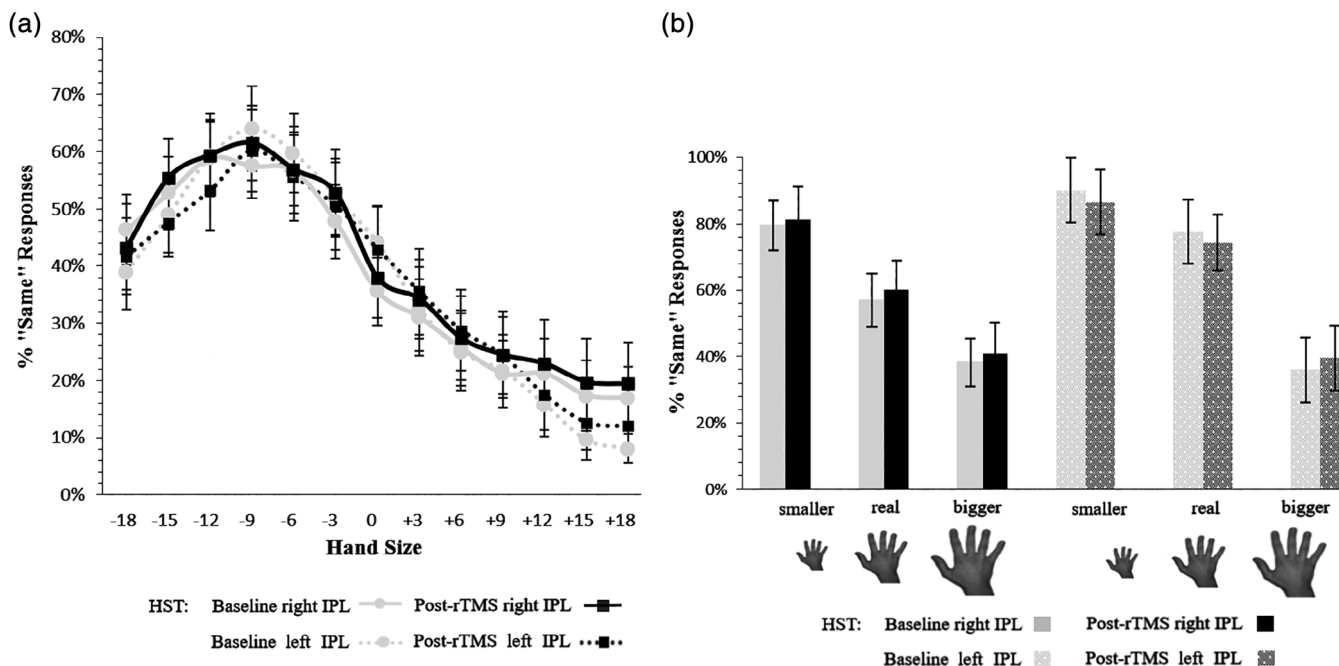 (a)
80%
70%
60%
50%
40%
30%
20%
10%
0%
% "Same" Responses
-18 -15 -12 -9 -6 -3 0 +3 +6 +9 +12 +15 +18
Hand Size
HST: Baseline right IPL Post-rTMS right IPL
Baseline left IPL Post-rTMS left IPL
(b)
100%
80%
60%
40%
20%
0%
% "Same" Responses
smaller real bigger smaller real bigger
HST: Baseline right IPL Post-rTMS right IPL
Baseline left IPL Post-rTMS left IPL